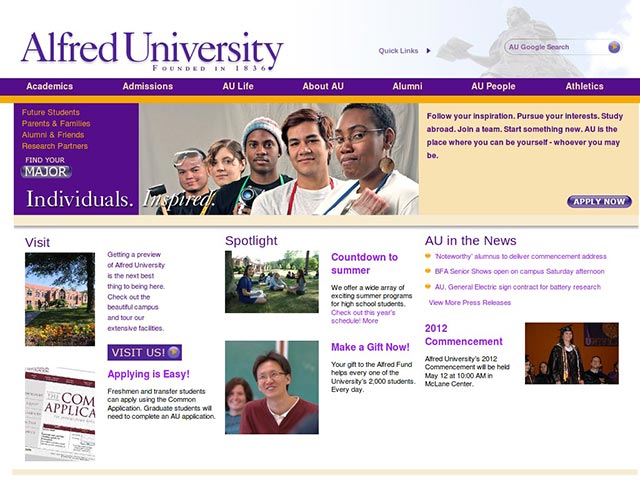 Alfred University
FOUNDED IN 1836
Quick Links
AU Google Search
Academics
Admissions
AU Life
About AU
Alumni
AU People
Athletics
Future Students
Parents & Families
Alumni & Friends
Research Partners
FIND YOUR
MAJOR
Individuals. Inspired.
Follow your inspiration. Pursue your interests. Study
abroad. Join a team. Start something new. AU is the
place where you can be yourself - whoever you may
be.
APPLY NOW
Visit
Getting a preview
of Alfred University
is the next best
thing to being here.
Check out the
beautiful campus
and tour our
extensive facilities.
VISIT US!
THE COM
APPLICA
Applying is Easy!
Freshmen and transfer students
can apply using the Common
Application. Graduate students will
need to complete an AU application.
Spotlight
Countdown to
summer
We offer a wide array of
exciting summer programs
for high school students.
Check out this year's
schedule! More
Make a Gift Now!
Your gift to the Alfred Fund
helps every one of the
University's 2,000 students.
Every day.
AU in the News
'Noteworthy' alumnus to deliver commencement address
BFA Senior Shows open on campus Saturday afternoon
AU, General Electric sign contract for battery research
View More Press Releases
2012
Commencement
Alfred University's 2012
Commencement will be held
May 12 at 10:00 AM in
McLane Center.